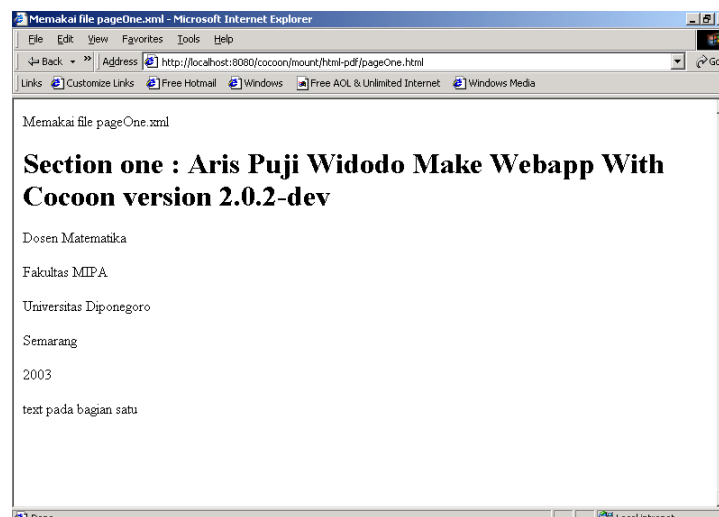 Memakai file pageOne.xml - Microsoft Internet Explorer
File Edit View Favorites Tools Help
Back » Address http://localhost:8080/cocoon/mount/html-pdf/pageOne.html Go
Links Customize Links Free Hotmail Windows Free AOL & Unlimited Internet Windows Media
Memakai file pageOne.xml
Section one : Aris Puji Widodo Make Webapp With
Cocoon version 2.0.2-dev
Dosen Matematika
Fakultas MIPA
Universitas Diponegoro
Semarang
2003
text pada bagian satu